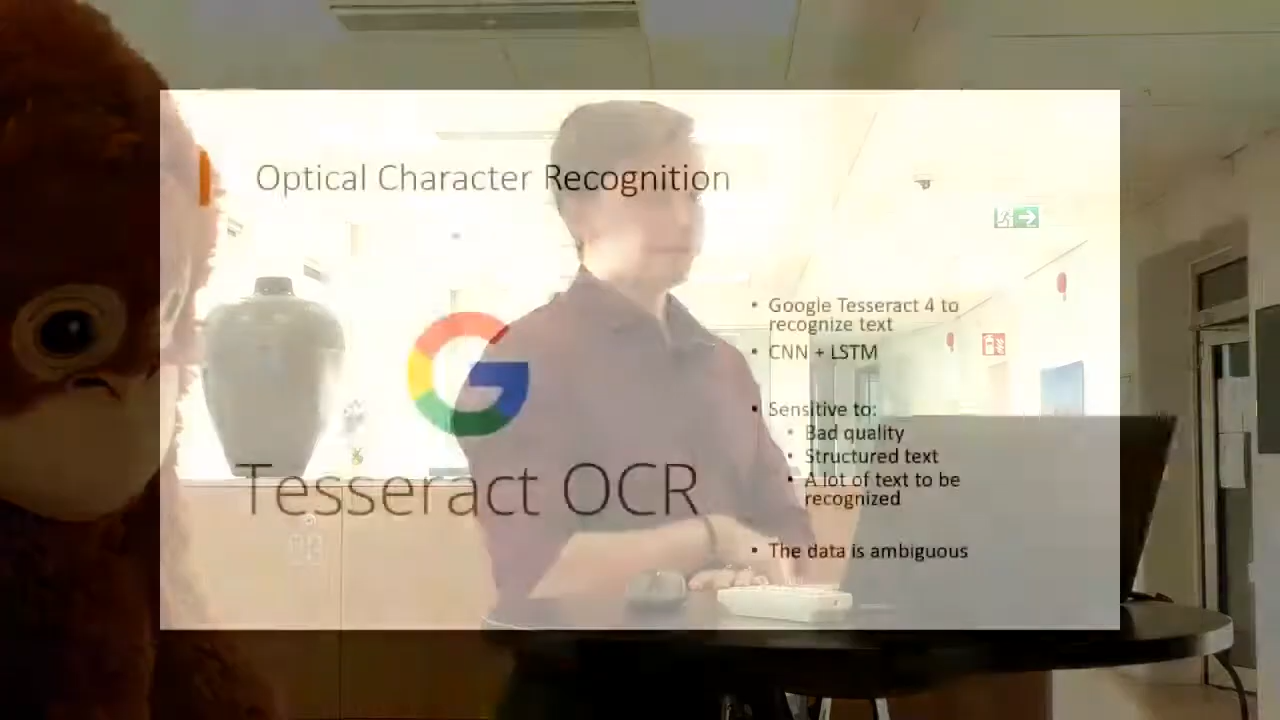 Optical Character Recognition
Tesseract OCR
• Google Tesseract 4 to
recognize text
• CNN + LSTM
• Sensitive to:
• Bad quality
• Structured text
• A lot of text to be
recognized
• The data is ambiguous